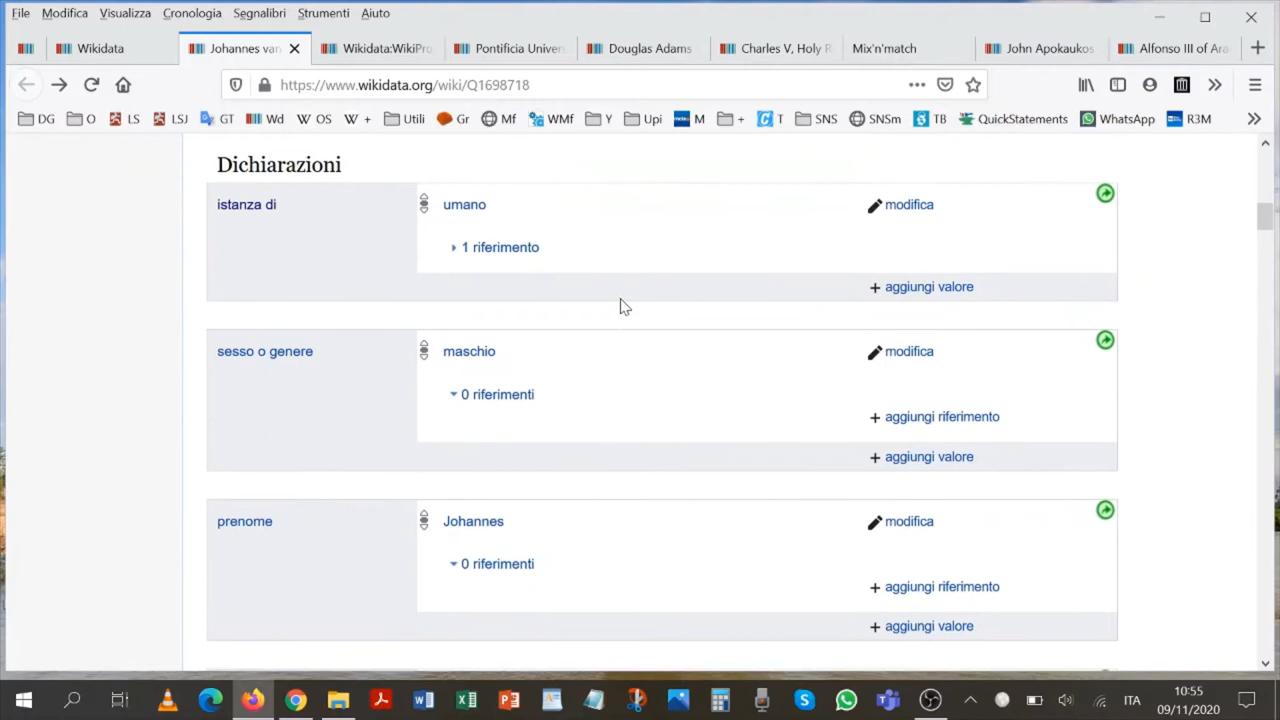 File Modifica Visualizza Cronologia Segnalibri Strumenti Aiuto
Wikidata Johannes van Wikidata:WikiPro Pontificia Univers Douglas Adams Charles V, Holy R Mix'n'match John Apokaukos Alfonso III of Ara
https://www.wikidata.org/wiki/Q1698718
DG O LS LSJ GT Wd OS + Utili Gr Mf WMf Y Upi M + T SNS SNSm TB QuickStatements WhatsApp R3M
Dichiarazioni
istanza di umano modifica
1 riferimento
+ aggiungi valore
sesso o genere maschio modifica
0 riferimenti
+ aggiungi riferimento
+ aggiungi valore
prenome Johannes modifica
0 riferimenti
+ aggiungi riferimento
+ aggiungi valore
ITA 10:55
09/11/2020